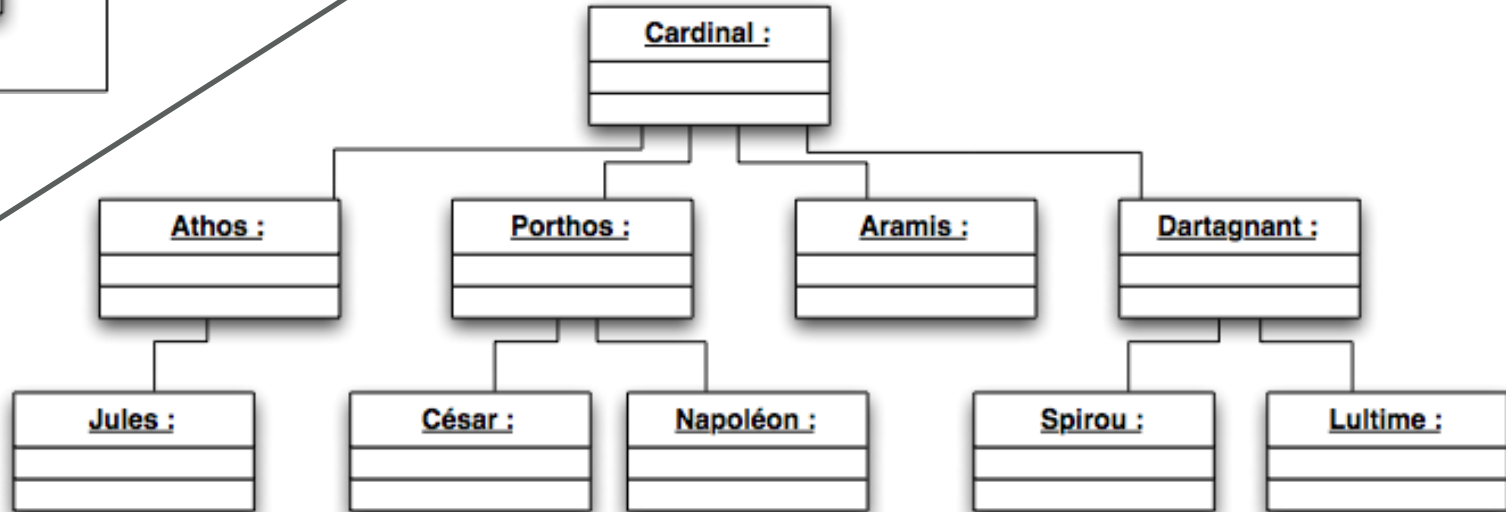 Cardinal :
Athos :
Porthos :
Aramis :
Dartagnant :
Jules :
César :
Napoléon :
Spirou :
Lultime :